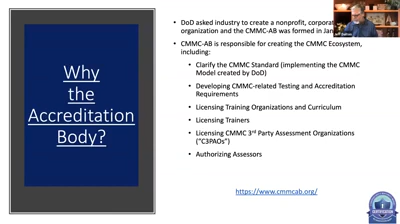 Why
the
Accreditation
Body?
• DoD asked industry to create a nonprofit, corporat
organization and the CMMC-AB was formed in Jan
• CMMC-AB is responsible for creating the CMMC Ecosystem,
including:
• Clarify the CMMC Standard (implementing the CMMC
Model created by DoD)
• Developing CMMC-related Testing and Accreditation
Requirements
• Licensing Training Organizations and Curriculum
• Licensing Trainers
• Licensing CMMC 3rd Party Assessment Organizations
("C3PAOs")
• Authorizing Assessors
https://www.cmmcab.org/